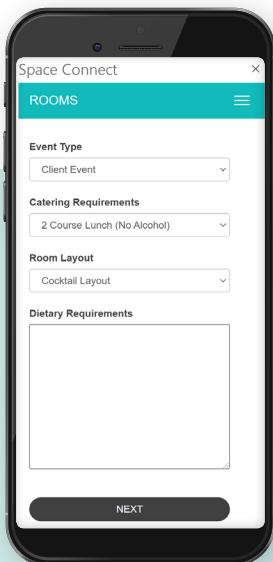 Space Connect
ROOMS
Event Type
Client Event
Catering Requirements
2 Course Lunch (No Alcohol)
Room Layout
Cocktail Layout
Dietary Requirements
NEXT